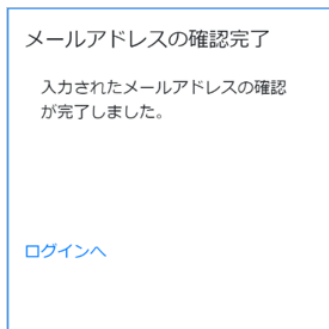 メールアドレスの確認完了
入力されたメールアドレスの確認
が完了しました。
ログインへ